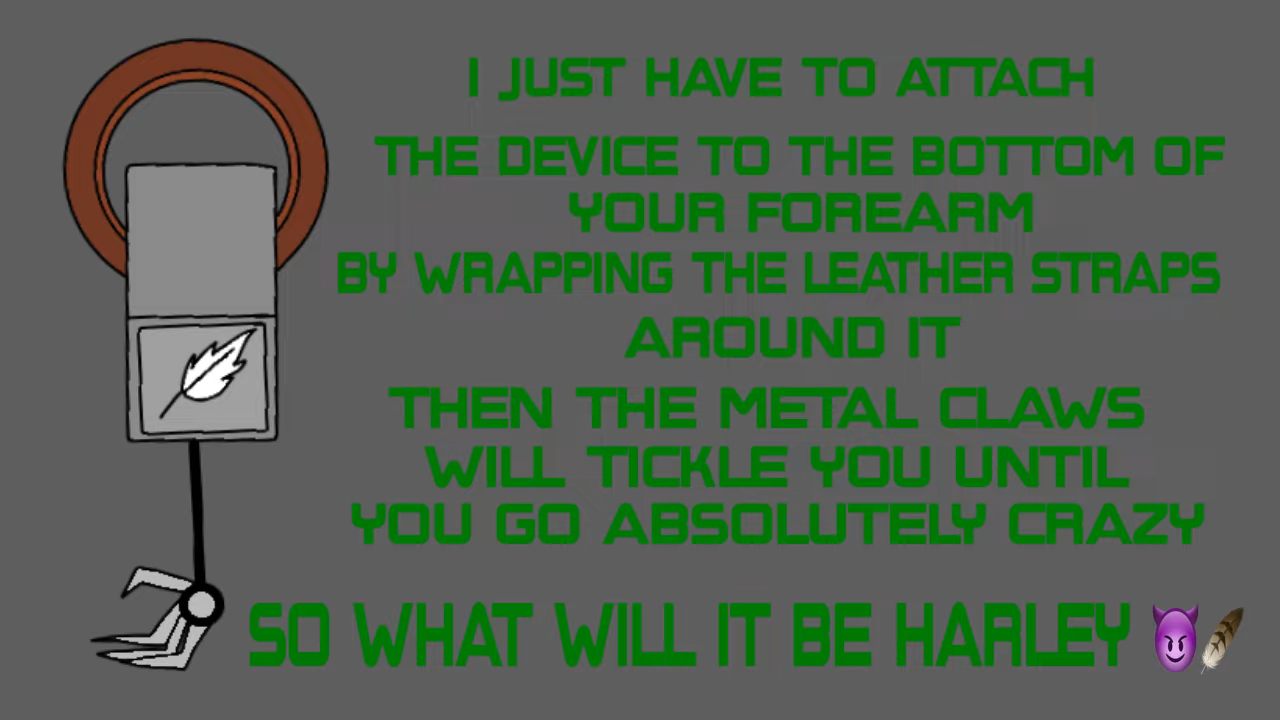 I JUST HAVE TO ATTACH
THE DEVICE TO THE BOTTOM OF
YOUR FOREARM
BY WRAPPING THE LEATHER STRAPS
AROUND IT
THEN THE METAL CLAWS
WILL TICKLE YOU UNTIL
YOU GO ABSOLUTELY CRAZY
SO WHAT WILL IT BE HARLEY 😈🪶